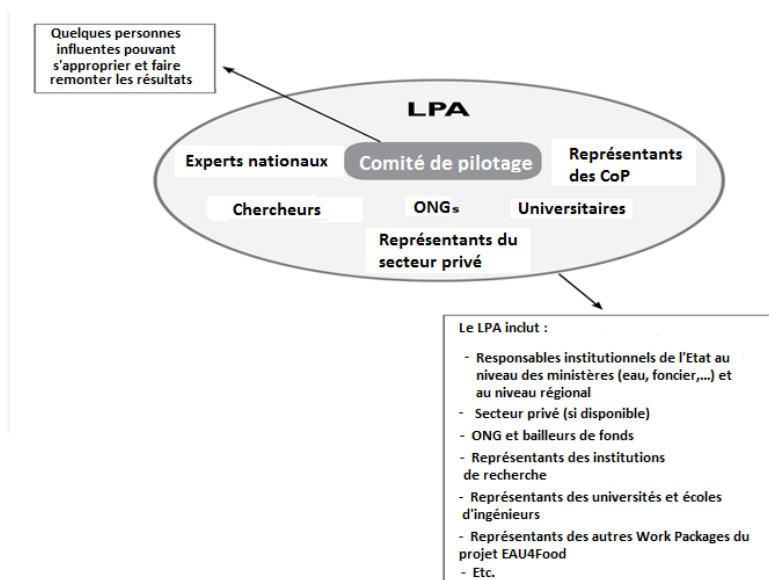 Quelques personnes
influentes pouvant
s'approprier et faire
remonter les résultats
LPA
Experts nationaux
Comité de pilotage
Représentants
des CoP
Chercheurs
ONGs
Universitaires
Représentants du
secteur privé
Le LPA inclut :
- Responsables institutionnels de l'Etat au
niveau des ministères (eau, foncier,...) et
au niveau régional
- Secteur privé (si disponible)
- ONG et bailleurs de fonds
- Représentants des institutions
de recherche
- Représentants des universités et écoles
d'ingénieurs
- Représentants des autres Work Packages du
projet EAU4Food
- Etc.